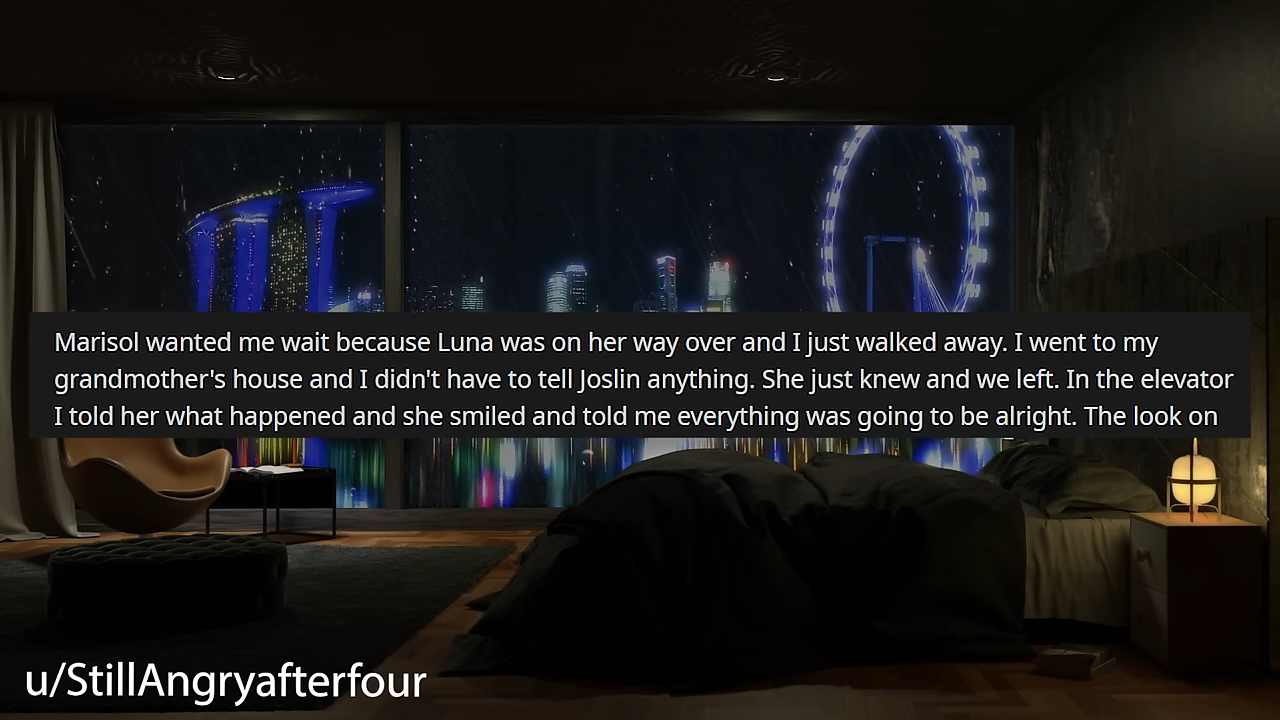 Marisol wanted me wait because Luna was on her way over and I just walked away. I went to my
grandmother's house and I didn't have to tell Joslin anything. She just knew and we left. In the elevator
I told her what happened and she smiled and told me everything was going to be alright. The look on
u/StillAngryafterfour